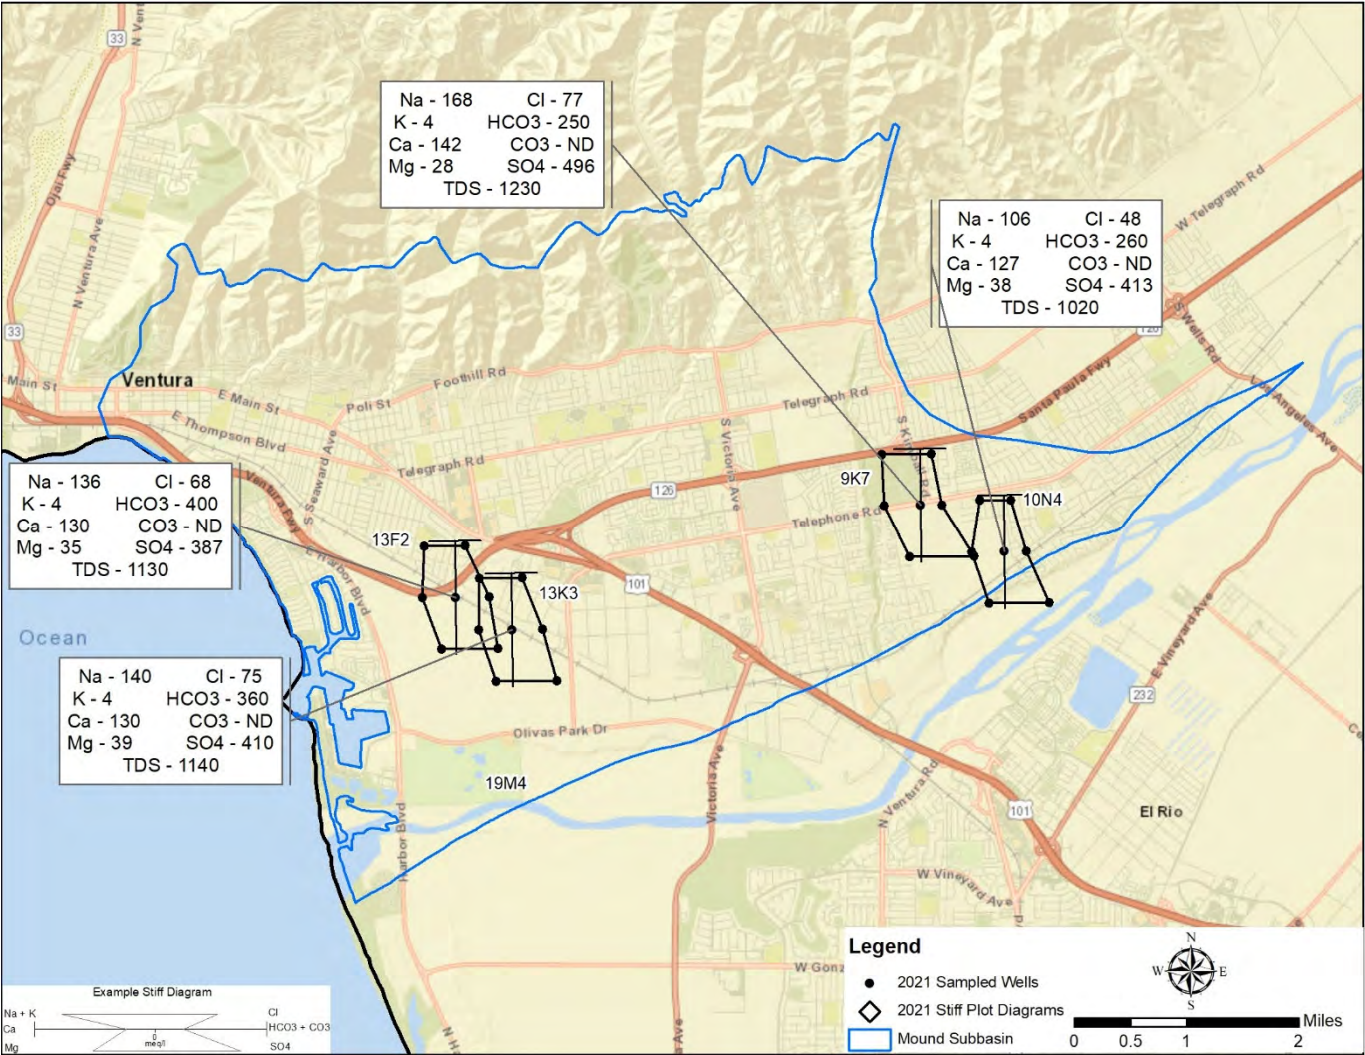 33
N Vent
Ojai Fwy
N Ventura Ave
33
Main St
Ventura
E Main St
Poli St
Foothill Rd
E Thompson Blvd
Telegraph Rd
S Seaward Ave
Ventura Fwy
E Harbor Blvd
Na - 168 Cl - 77
K - 4 HCO3 - 250
Ca - 142 CO3 - ND
Mg - 28 SO4 - 496
TDS - 1230
Na - 106 Cl - 48
K - 4 HCO3 - 260
Ca - 127 CO3 - ND
Mg - 38 SO4 - 413
TDS - 1020
W Telegraph Rd
S Wells Rd
Los Angeles Ave
Santa Paula Fwy
Telegraph Rd
S Victoria Ave
126
Telephone Rd
9K7
10N4
Na - 136 Cl - 68
K - 4 HCO3 - 400
Ca - 130 CO3 - ND
Mg - 35 SO4 - 387
TDS - 1130
13F2
13K3
101
Ocean
Na - 140 Cl - 75
K - 4 HCO3 - 360
Ca - 130 CO3 - ND
Mg - 39 SO4 - 410
TDS - 1140
Olivas Park Dr
19M4
Harbor Blvd
Victoria Ave
E Vineyard Ave
232
N Ventura Rd
101
El Rio
W Vineyard Ave
W Gonz
N Ha
a Ave
Example Stiff Diagram
Na + K Cl
Ca HCO3 + CO3
0
meq/l
Mg SO4
Legend
2021 Sampled Wells
2021 Stiff Plot Diagrams
Mound Subbasin
N
W E
S
0 0.5 1 2 Miles